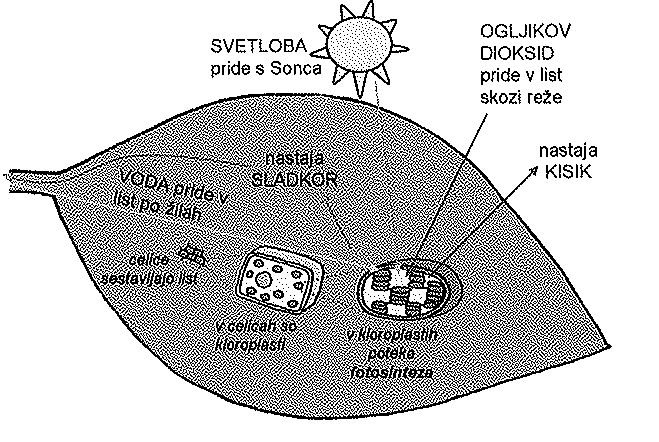 SVETLOBA
pride s Sonca
OGLJIKOV
DIOKSID
pride v list
skozi reže
nastaja
KISIK
nastaja
SLADKOR
VODA pride v
list po žilah
celice
sestavljajo list
v celicah so
kloroplasti
v kloroplastih
poteka
fotosinteza